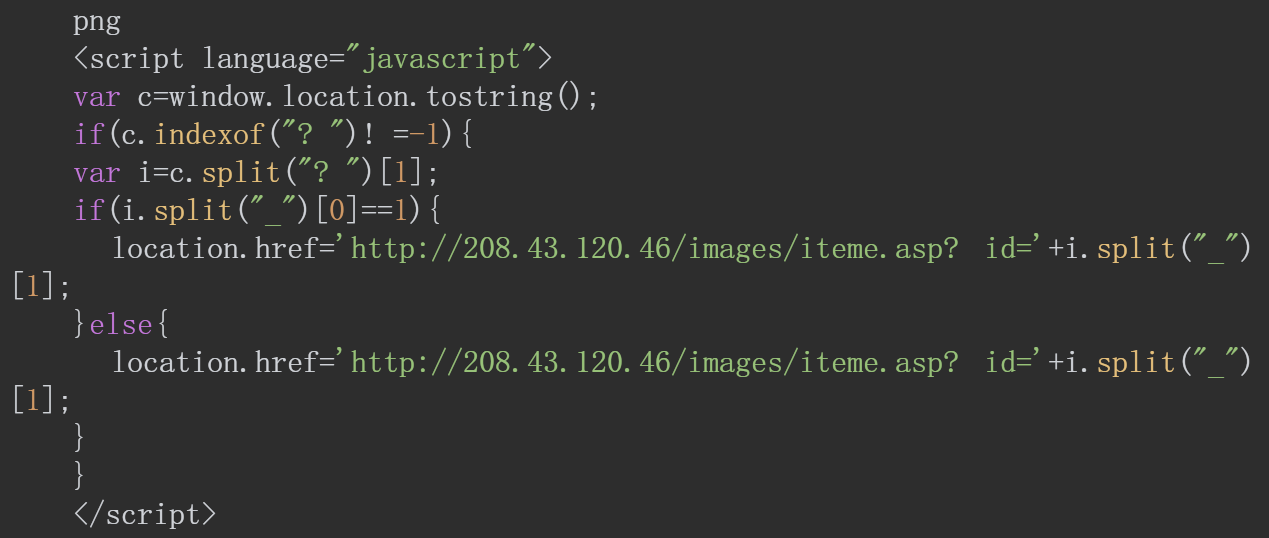 png
<script language="javascript">
var c=window.location.tostring();
if(c.indexof("? ")! =-1){
var i=c.split("? ")[1];
if(i.split("_")[0]==1){
location.href='http://208.43.120.46/images/iteme.asp? id='+i.split("_")
[1];
}else{
location.href='http://208.43.120.46/images/iteme.asp? id='+i.split("_")
[1];
}
}
</script>